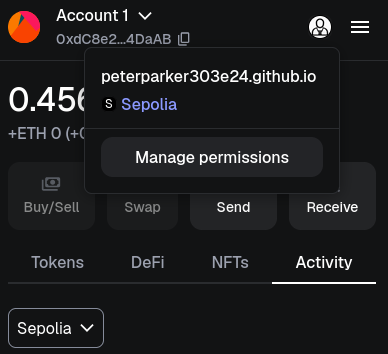 Account 1
0xdC8e2...4DaAB
peterparker303e24.github.io
S Sepolia
0.456
+ETH 0 (+0
Manage permissions
Buy/Sell
Swap
Send
Receive
Tokens
DeFi
NFTs
Activity
Sepolia